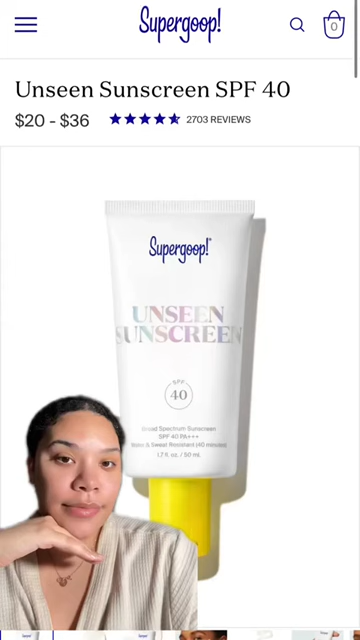 Supergoop!
0
Unseen Sunscreen SPF 40
$20 - $36
2703 REVIEWS
Supergoop!
UNSEEN
SUNSCREEN
SPF
40
Broad Spectrum Sunscreen
SPF 40 PA+++
Water & Sweat Resistant (40 minutes)
1.7 fl. oz. / 50 mL